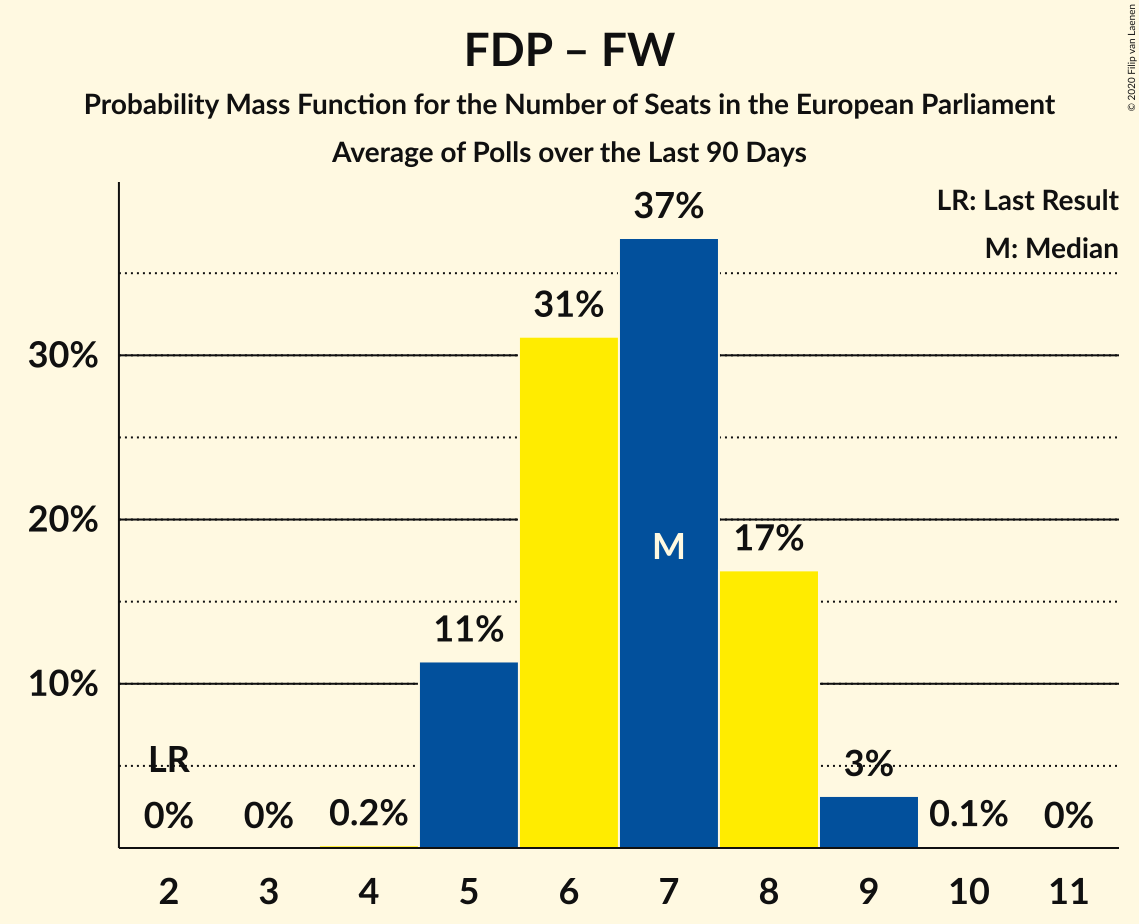 FDP – FW
Probability Mass Function for the Number of Seats in the European Parliament
Average of Polls over the Last 90 Days
© 2020 Filip van Laenen
LR: Last Result
M: Median
37%
31%
30%
20%
17%
M
11%
10%
LR
3%
0%
0%
0.2%
0.1%
0%
2 3 4 5 6 7 8 9 10 11